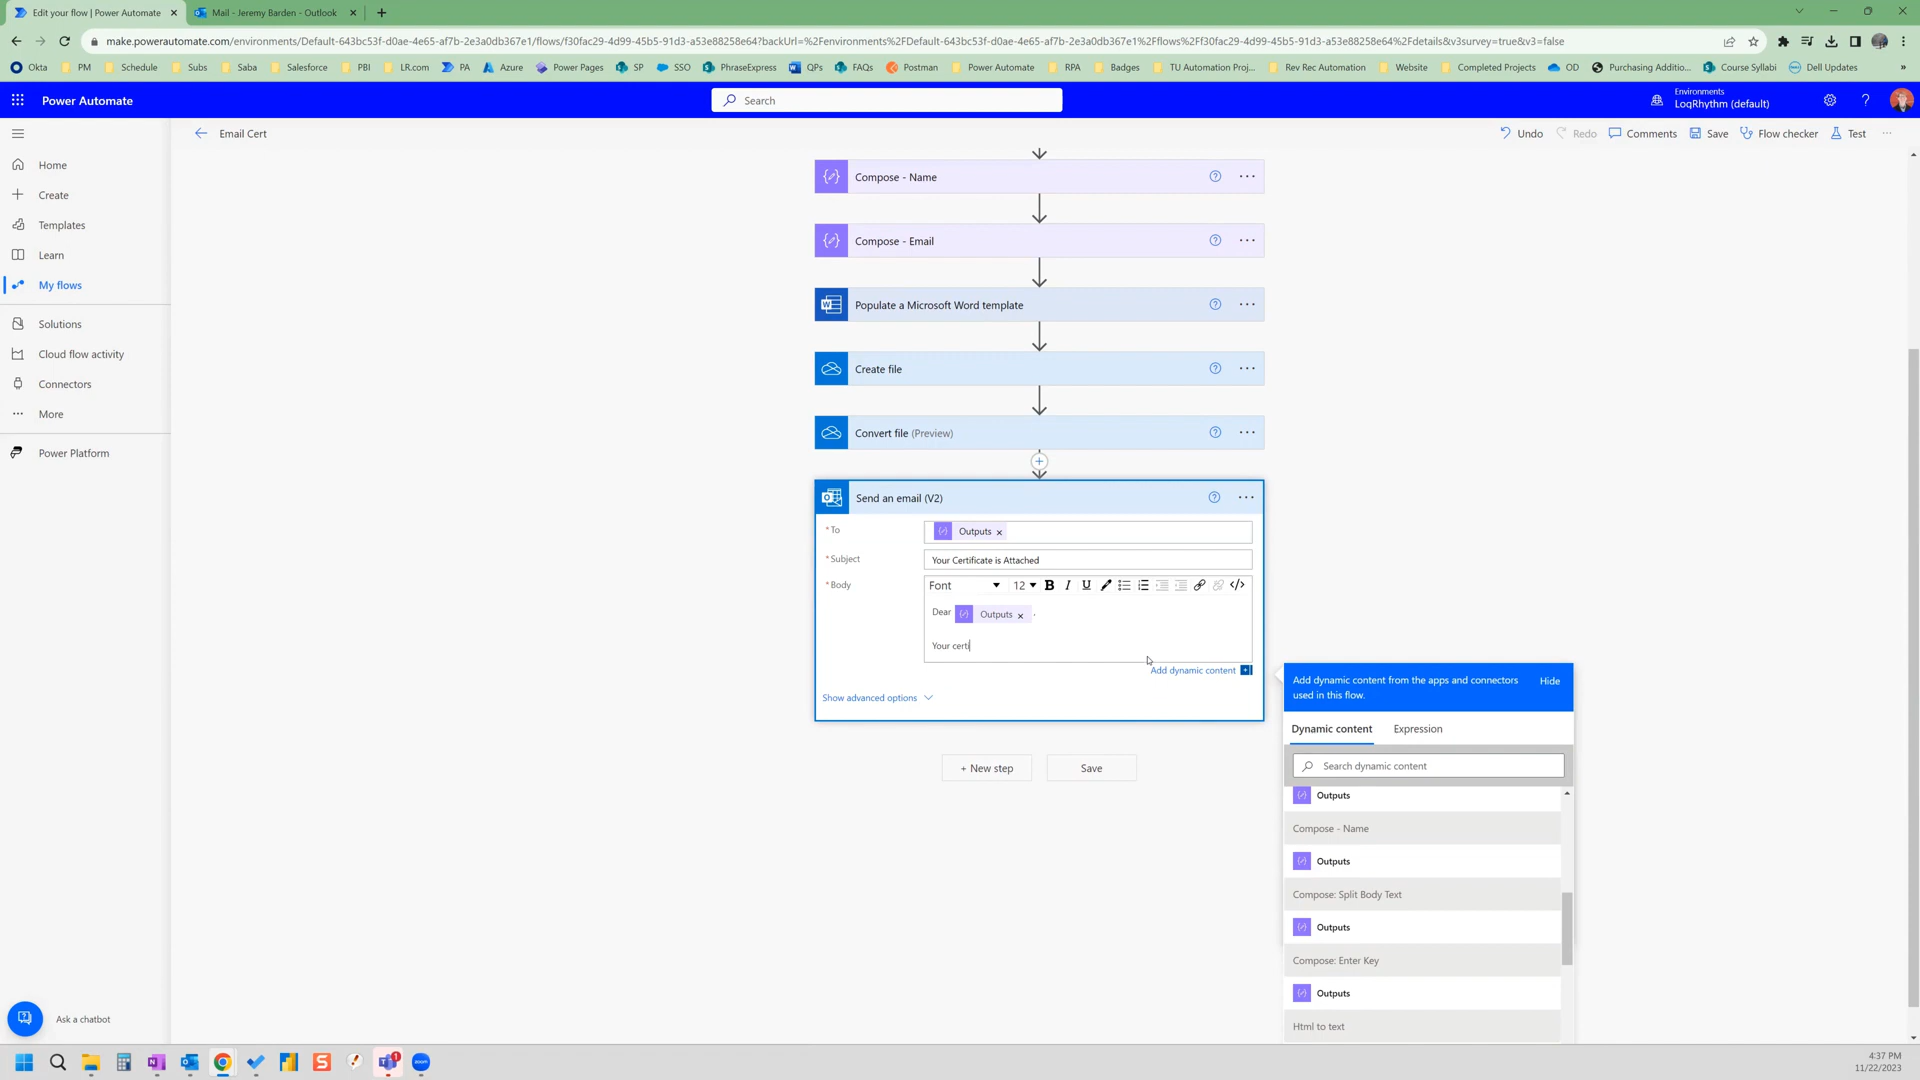 Edit your flow | Power Automate
Mail - Jeremy Barden - Outlook
make.powerautomate.com/environments/Default-643bc53f-d0ae-4e65-af7b-2e3a0db367e1/flows/f30fac29-4d99-45b5-91d3-a53e88258e64?backUrl=%2Fenvironments%2FDefault-643bc53f-d0ae-4e65-af7b-2e3a0db367e1%2Fflows%2Ff30fac29-4d99-45b5-91d3-a53e88258e64%2Fdetails&v3survey=true&v3=false
Okta PM Schedule Subs Saba Salesforce PBI LR.com PA Azure Power Pages SP SSO PhraseExpress QPs FAQs Postman Power Automate RPA Badges TU Automation Proj... Rev Rec Automation Website Completed Projects OD Purchasing Additio... Course Syllabi Dell Updates »
Power Automate
Search
Environments
LogRhythm (default)
Email Cert
Undo Redo Comments Save Flow checker Test ...
Home
Create
Templates
Learn
My flows
Solutions
Cloud flow activity
Connectors
More
Power Platform
Ask a chatbot
Compose - Name
Compose - Email
Populate a Microsoft Word template
Create file
Convert file (Preview)
Send an email (V2)
* To
Outputs ×
* Subject
Your Certificate is Attached
* Body
Font 12 B I U </>
Dear Outputs × .
Your certi
Add dynamic content
Show advanced options
+ New step
Save
Add dynamic content from the apps and connectors used in this flow.
Hide
Dynamic content
Expression
Search dynamic content
Outputs
Compose - Name
Outputs
Compose: Split Body Text
Outputs
Compose: Enter Key
Outputs
Html to text
4:37 PM
11/22/2023